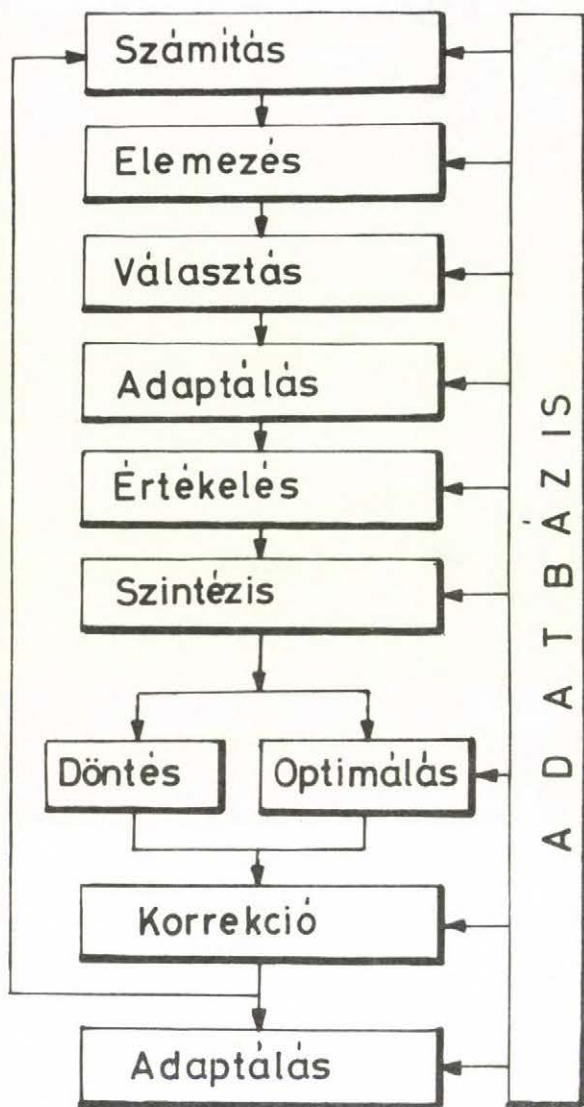 Számítás
Elemezés
Választás
Adaptálás
Értékelés
Szintézis
Döntés
Optimálás
Korrekció
Adaptálás
ADATBÁZIS